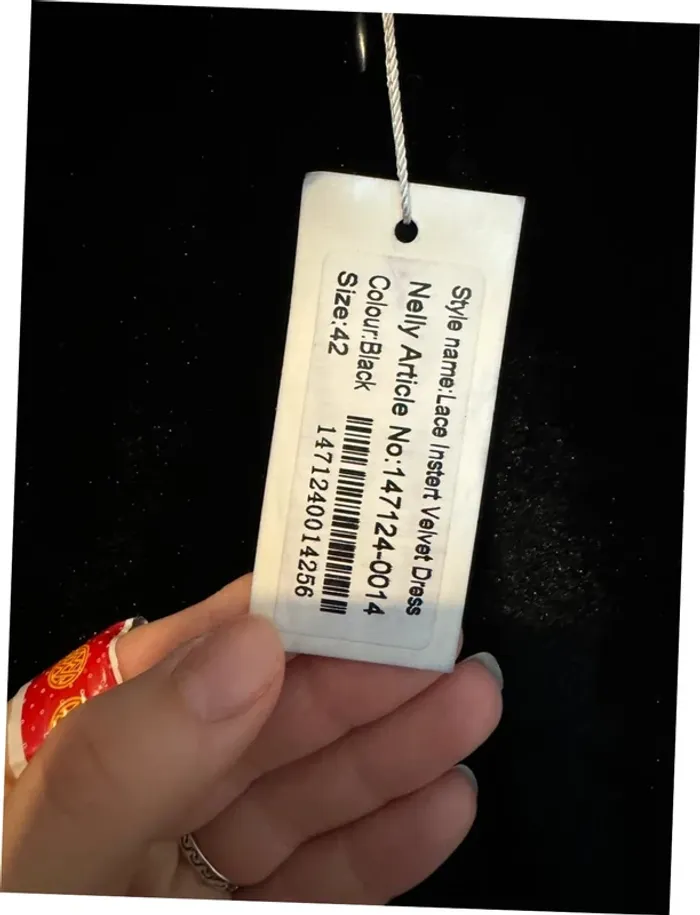 Style name:Lace Instert Velvet Dress
Nelly Article No:147124-0014
Colour:Black
Size:42
1471240014256